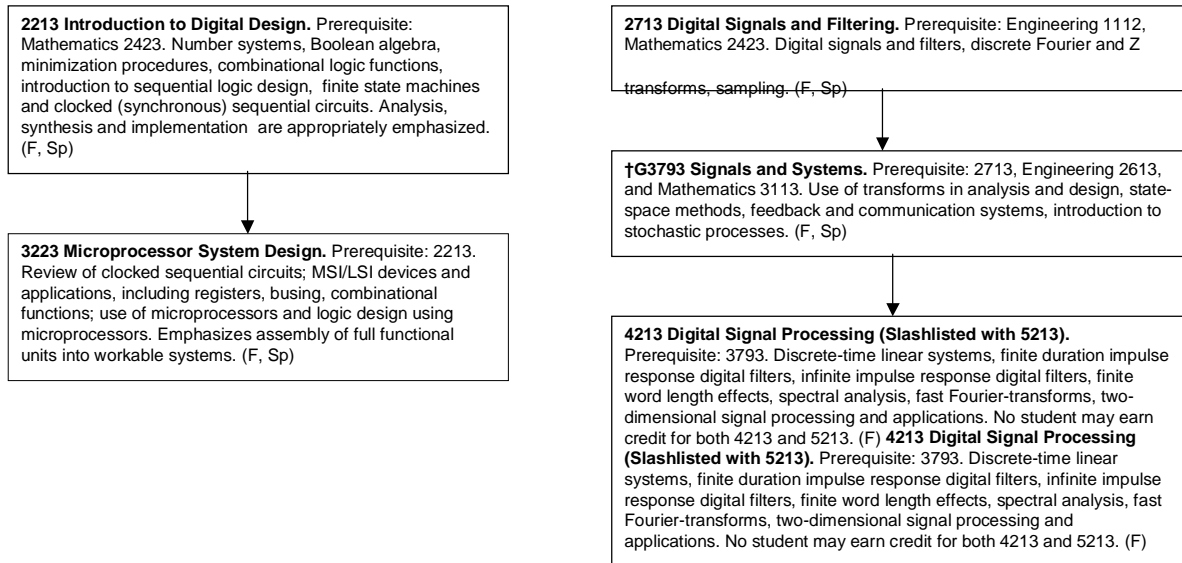 2213 Introduction to Digital Design. Prerequisite:
Mathematics 2423. Number systems, Boolean algebra,
minimization procedures, combinational logic functions,
introduction to sequential logic design, finite state machines
and clocked (synchronous) sequential circuits. Analysis,
synthesis and implementation are appropriately emphasized.
(F, Sp)
3223 Microprocessor System Design. Prerequisite: 2213.
Review of clocked sequential circuits; MSI/LSI devices and
applications, including registers, busing, combinational
functions; use of microprocessors and logic design using
microprocessors. Emphasizes assembly of full functional
units into workable systems. (F, Sp)
2713 Digital Signals and Filtering. Prerequisite: Engineering 1112,
Mathematics 2423. Digital signals and filters, discrete Fourier and Z
transforms, sampling. (F, Sp)
†G3793 Signals and Systems. Prerequisite: 2713, Engineering 2613,
and Mathematics 3113. Use of transforms in analysis and design, state-
space methods, feedback and communication systems, introduction to
stochastic processes. (F, Sp)
4213 Digital Signal Processing (Slashlisted with 5213).
Prerequisite: 3793. Discrete-time linear systems, finite duration impulse
response digital filters, infinite impulse response digital filters, finite
word length effects, spectral analysis, fast Fourier-transforms, two-
dimensional signal processing and applications. No student may earn
credit for both 4213 and 5213. (F) 4213 Digital Signal Processing
(Slashlisted with 5213). Prerequisite: 3793. Discrete-time linear
systems, finite duration impulse response digital filters, infinite impulse
response digital filters, finite word length effects, spectral analysis, fast
Fourier-transforms, two-dimensional signal processing and
applications. No student may earn credit for both 4213 and 5213. (F)